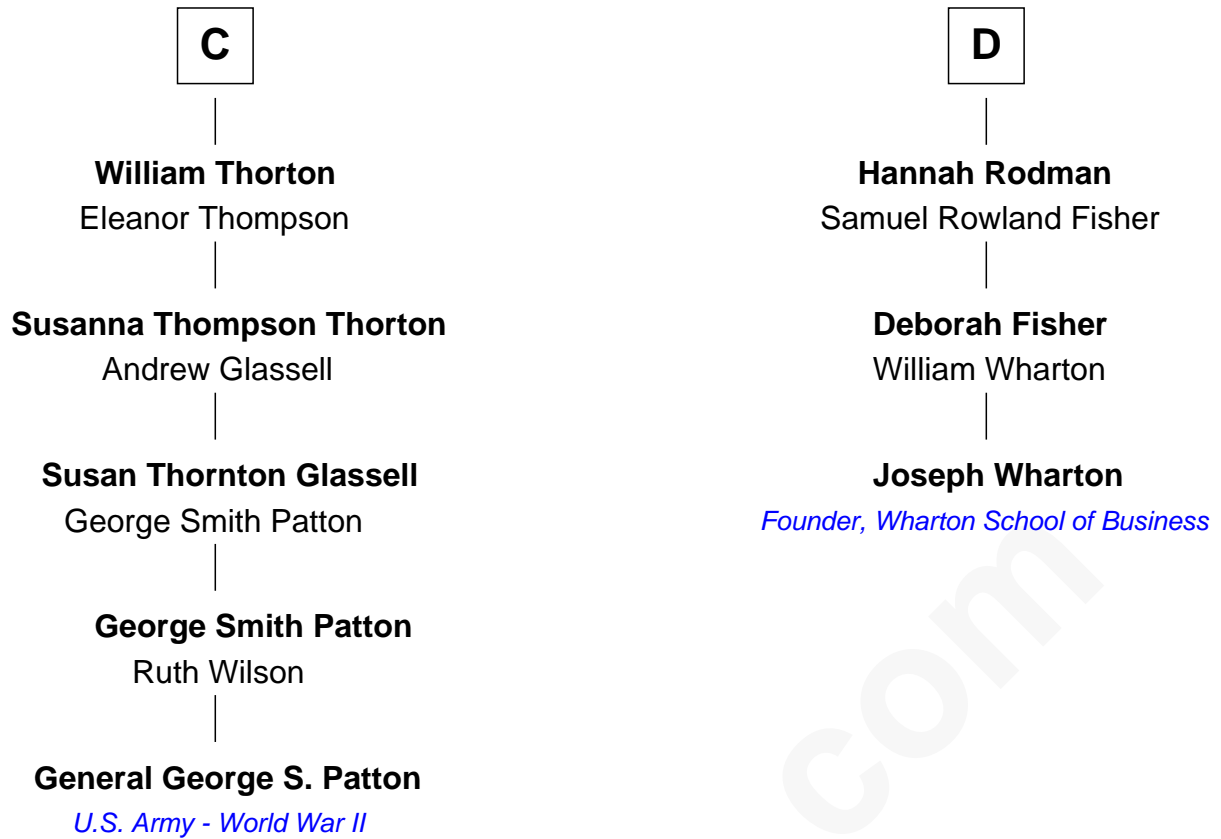 C
William Thorton
Eleanor Thompson
Susanna Thompson Thorton
Andrew Glassell
Susan Thornton Glassell
George Smith Patton
George Smith Patton
Ruth Wilson
General George S. Patton
U.S. Army - World War II
D
Hannah Rodman
Samuel Rowland Fisher
Deborah Fisher
William Wharton
Joseph Wharton
Founder, Wharton School of Business
com